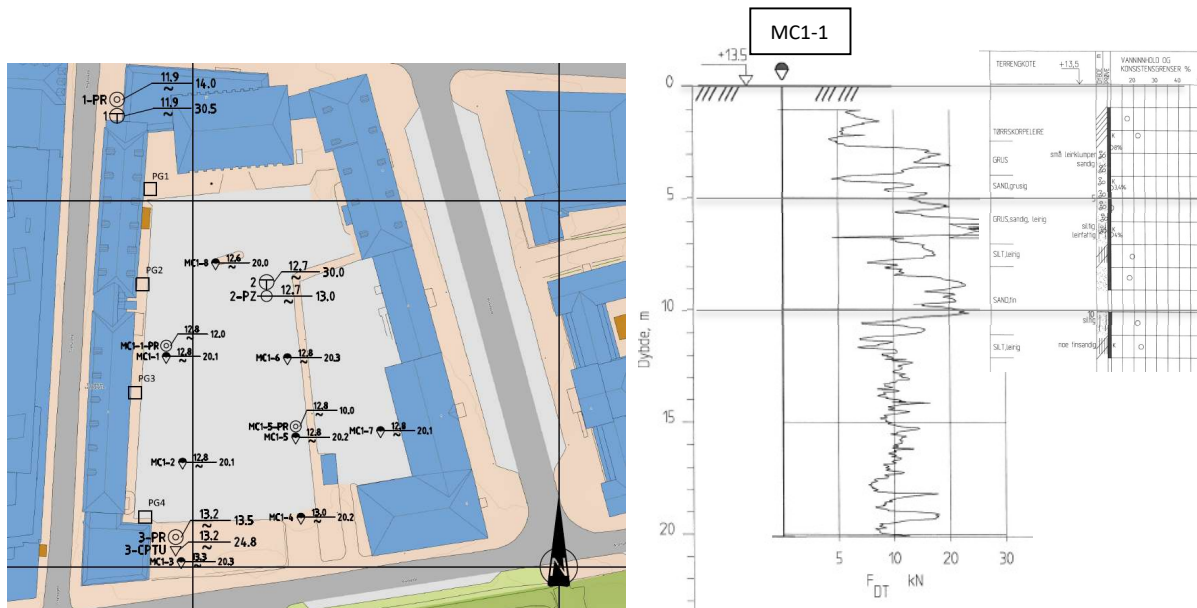 11.9
~
14.0
1-PR
11.9
~
30.5
1
PG1
PG2
MC1-8
12.6
~
20.0
2
12.7
~
30.0
2-PZ
12.7
~
13.0
12.8
~
12.0
MC1-1-PR
MC1-1
12.8
~
20.1
MC1-6
12.8
~
20.3
PG3
10.8
~
10.0
MC1-5-PR
MC1-5
12.8
~
20.2
MC1-7
12.8
~
20.1
MC1-2
12.8
~
20.1
PG4
MC1-4
13.0
~
20.2
13.2
~
13.5
3-PR
13.2
~
24.8
3-CPTU
MC1-3
13.3
~
20.3
N
MC1-1
+13.5
0
5
10
15
20
Dybde, m
5
10
20
30
F DT kN
TERRENGKOTE +13,5
m
DYBDE
PRØVE
VANNINNHOLD OG
KONSISTENSGRENSER %
10 20 30 40
TØRRSKORPELEIRE
GRUS
små leirklumper
sandig
SAND,grusig
GRUS,sandig, leirig
siltig
leirfattig
SILT,leirig
SAND,fin
10
siltig
SILT,leirig
noe finsandig
K
K
K
K